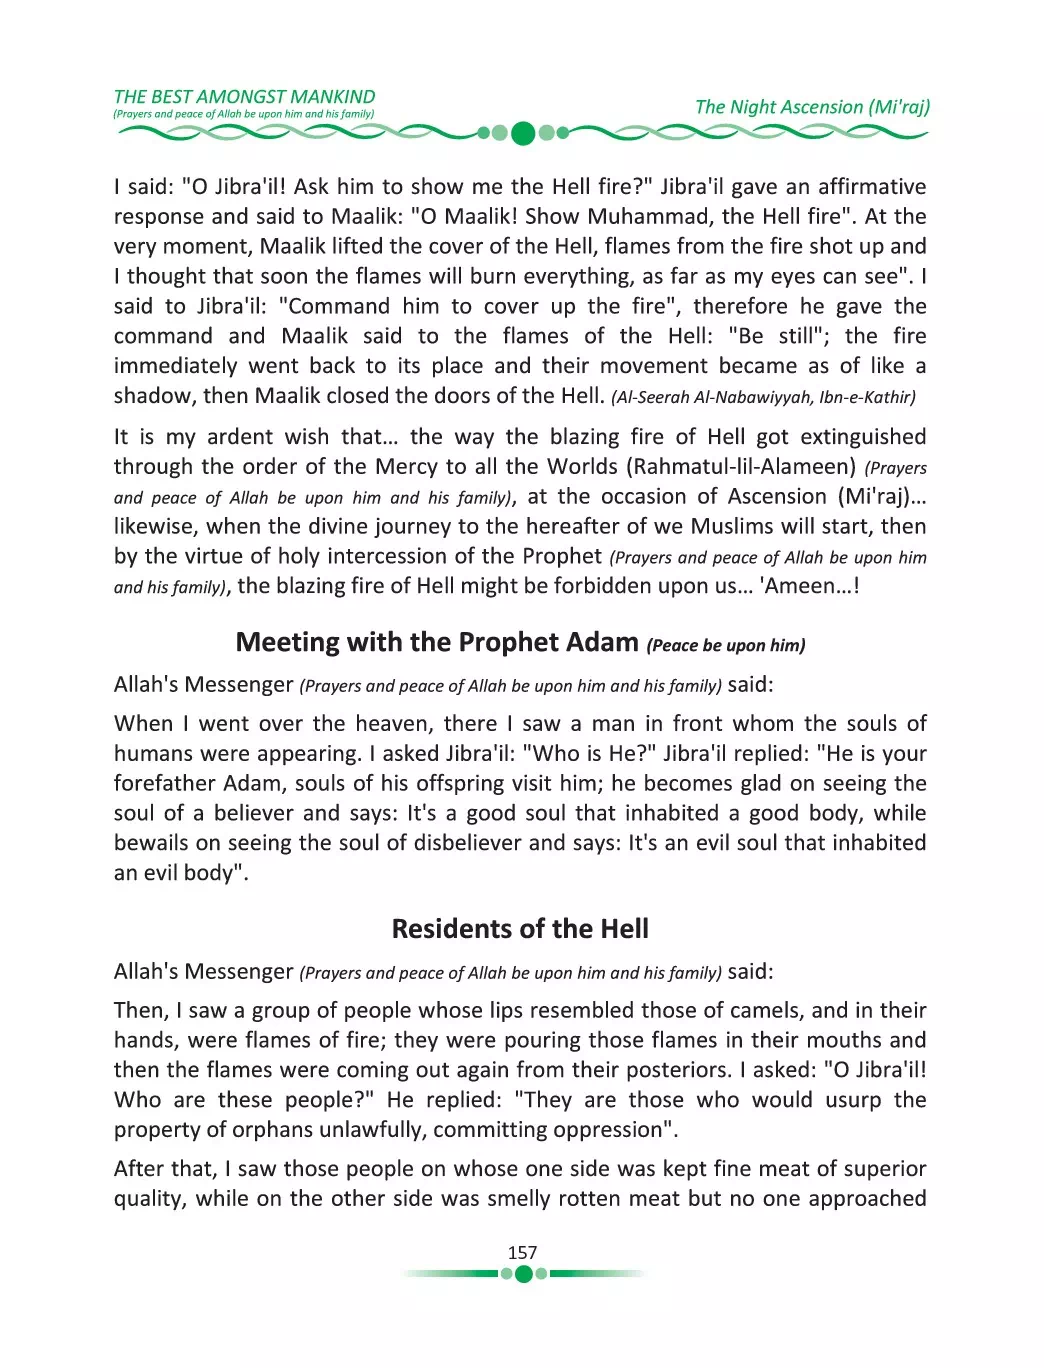 THE BEST AMONGST MANKIND
(Prayers and peace of Allah be upon him and his family)
The Night Ascension (Mi'raj)
I said: "O Jibra'il! Ask him to show me the Hell fire?" Jibra'il gave an affirmative
response and said to Maalik: "O Maalik! Show Muhammad, the Hell fire". At the
very moment, Maalik lifted the cover of the Hell, flames from the fire shot up and
I thought that soon the flames will burn everything, as far as my eyes can see". I
said to Jibra'il: "Command him to cover up the fire", therefore he gave the
command and Maalik said to the flames of the Hell: "Be still"; the fire
immediately went back to its place and their movement became as of like a
shadow, then Maalik closed the doors of the Hell. (Al-Seerah Al-Nabawiyyah, Ibn-e-Kathir)
It is my ardent wish that… the way the blazing fire of Hell got extinguished
through the order of the Mercy to all the Worlds (Rahmatul-lil-Alameen) (Prayers
and peace of Allah be upon him and his family), at the occasion of Ascension (Mi'raj)…
likewise, when the divine journey to the hereafter of we Muslims will start, then
by the virtue of holy intercession of the Prophet (Prayers and peace of Allah be upon him
and his family), the blazing fire of Hell might be forbidden upon us… 'Ameen…!
Meeting with the Prophet Adam (Peace be upon him)
Allah's Messenger (Prayers and peace of Allah be upon him and his family) said:
When I went over the heaven, there I saw a man in front whom the souls of
humans were appearing. I asked Jibra'il: "Who is He?" Jibra'il replied: "He is your
forefather Adam, souls of his offspring visit him; he becomes glad on seeing the
soul of a believer and says: It's a good soul that inhabited a good body, while
bewails on seeing the soul of disbeliever and says: It's an evil soul that inhabited
an evil body".
Residents of the Hell
Allah's Messenger (Prayers and peace of Allah be upon him and his family) said:
Then, I saw a group of people whose lips resembled those of camels, and in their
hands, were flames of fire; they were pouring those flames in their mouths and
then the flames were coming out again from their posteriors. I asked: "O Jibra'il!
Who are these people?" He replied: "They are those who would usurp the
property of orphans unlawfully, committing oppression".
After that, I saw those people on whose one side was kept fine meat of superior
quality, while on the other side was smelly rotten meat but no one approached
157